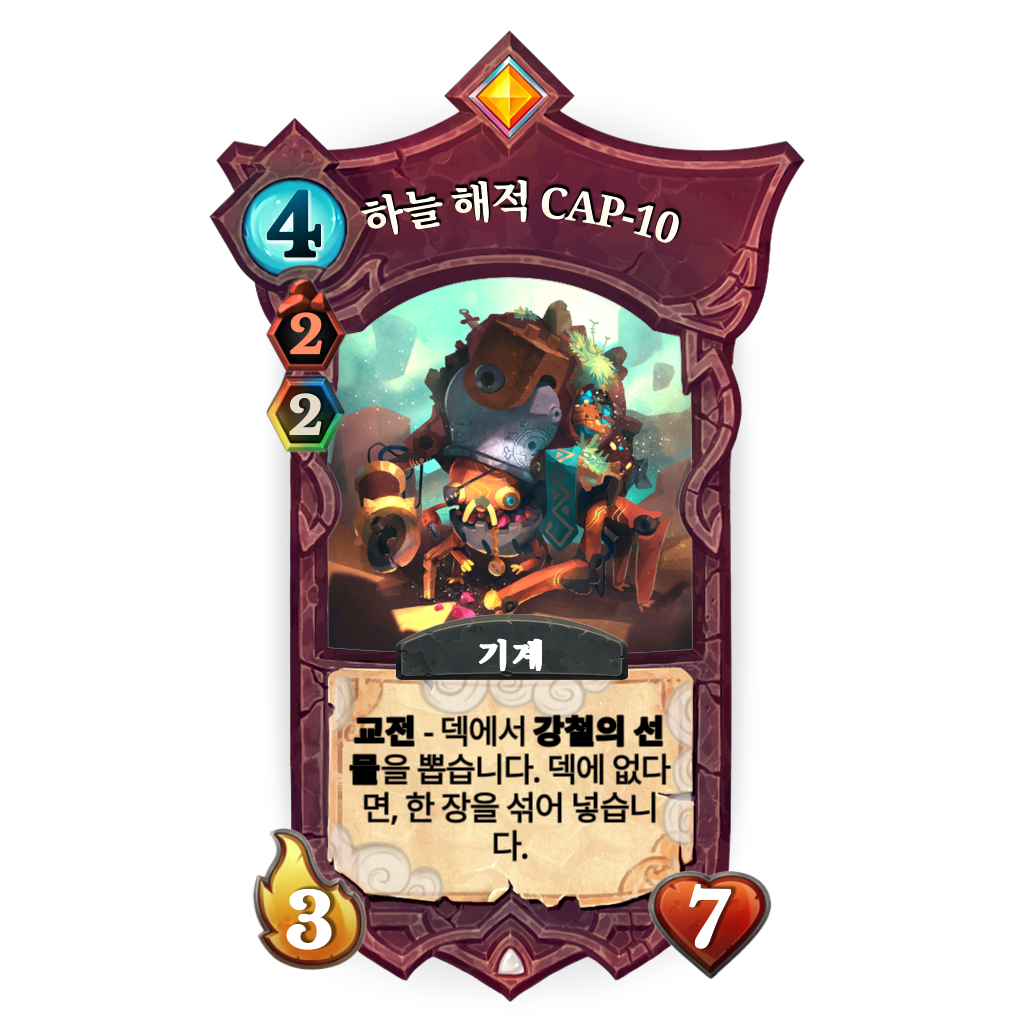 4
하늘 해적 CAP-10
2
2
기계
교전 - 덱에서 강철의 선
물을 뽑습니다. 덱에 없다
면, 한 장을 섞어 넣습니
다.
3
7